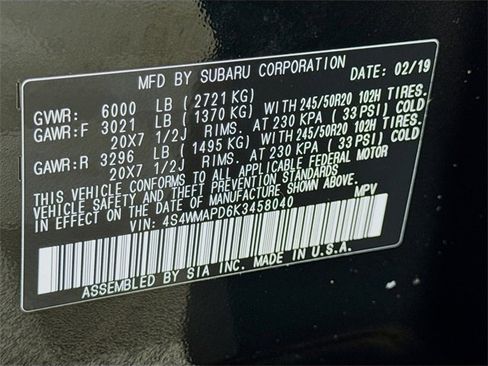 MFD BY SUBARU CORPORATION DATE: 02/19
GVWR: 6000 LB (2721 KG)
GAWR:F 3021 LB (1370 KG) WITH 245/50R20 102H TIRES.
20X7 1/2J RIMS. AT 230 KPA (33 PSI) COLD
GAWR:R 3296 LB (1495 KG) WITH 245/50R20 102H TIRES.
20X7 1/2J RIMS. AT 230 KPA (33 PSI) COLD
THIS VEHICLE CONFORMS TO ALL APPLICABLE FEDERAL MOTOR
VEHICLE SAFETY AND THEFT PREVENTION STANDARDS
IN EFFECT ON THE DATE OF MANUFACTURE SHOWN ABOVE.
VIN: 4S4WMAPD6K3458040 MPV
ASSEMBLED BY SIA INC. MADE IN U.S.A.